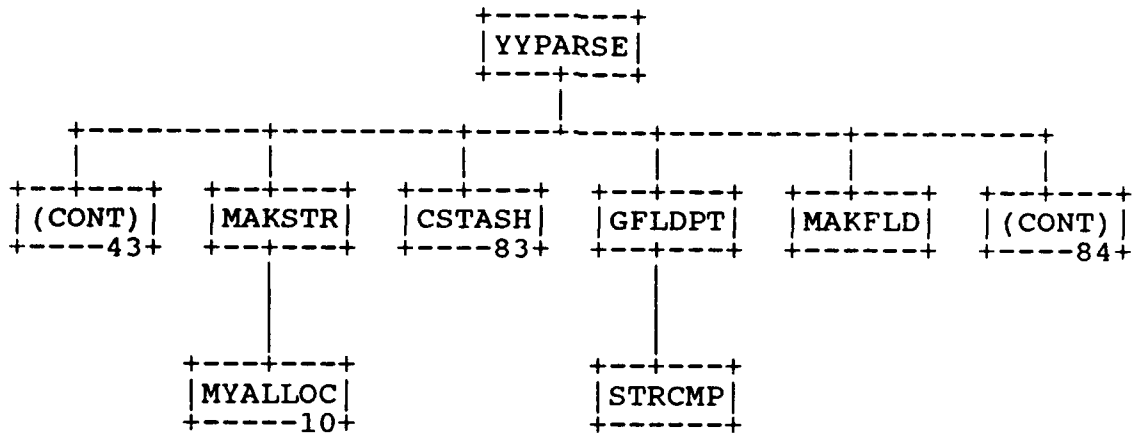 YYPARSE
(CONT) MAKSTR CSTASH GFLDPT MAKFLD (CONT)
43 83 84
MYALLOC STRCMP
10